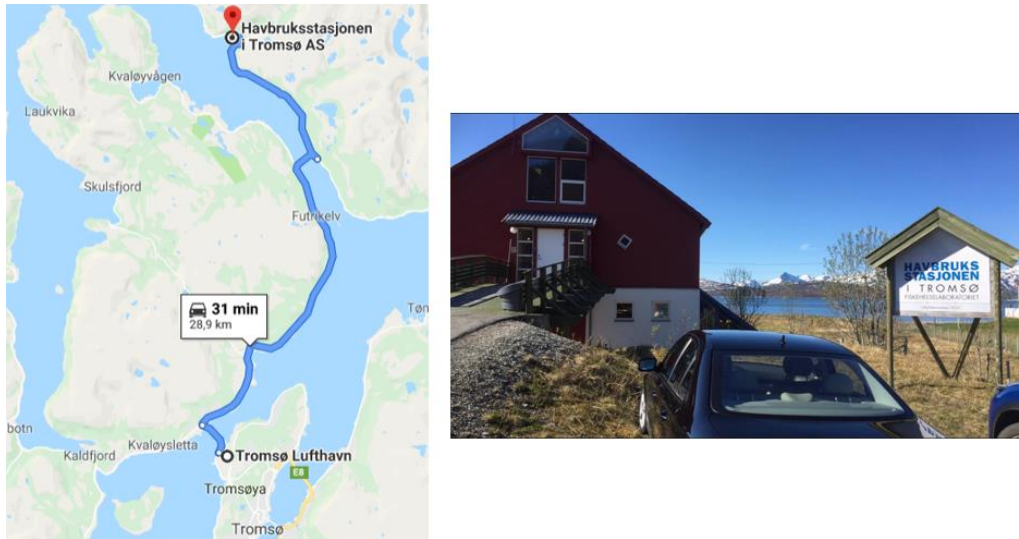 Havbruksstasjonen
i Tromsø AS
Kvaløyvågen
Laukvika
Skulsfjord
Futrikelv
31 min
28,9 km
Tøn
botn
Kvaløysletta
Kaldfjord
Tromsø Lufthavn
E8
Tromsøya
Tromsø
HAVBRUKS
STASJONEN
I TROMSØ
FISKEHELSELABORATORIET